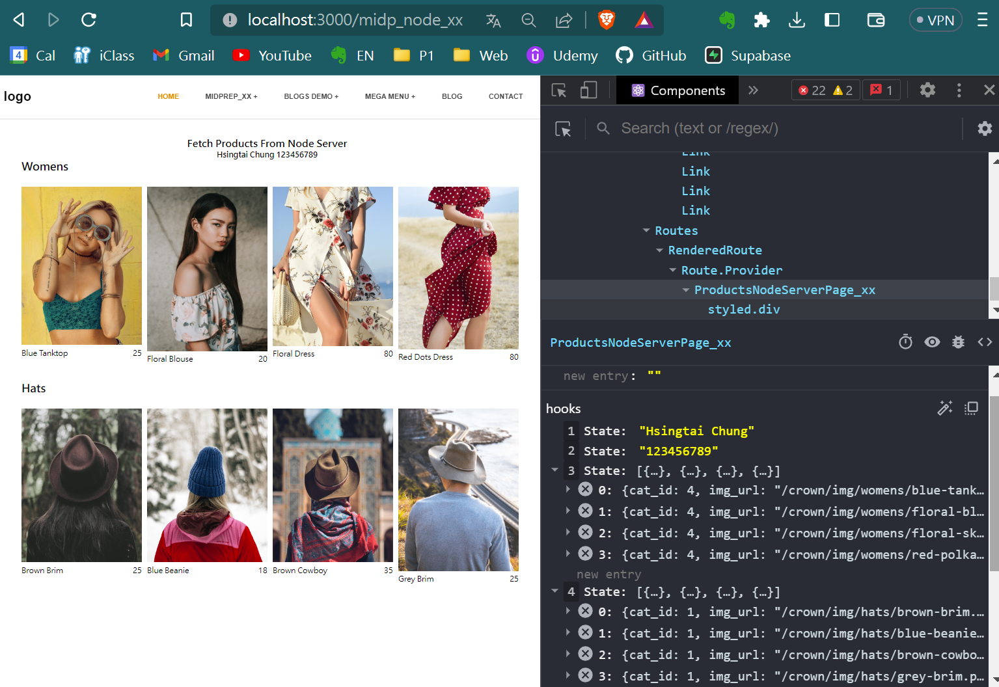 localhost:3000/midp_node_xx
VPN
4 Cal
iClass
Gmail
YouTube
EN
P1
Web
Udemy
GitHub
Supabase
logo
HOME
MIDPREP_XX +
BLOGS DEMO +
MEGA MENU +
BLOG
CONTACT
Fetch Products From Node Server
Hsingtai Chung 123456789
Womens
Blue Tanktop 25
Floral Blouse 20
Floral Dress 80
Red Dots Dress 80
Hats
Brown Brim 25
Blue Beanie 18
Brown Cowboy 35
Grey Brim 25
Components
22
2
1
Search (text or /regex/)
Link
Link
Link
Link
Routes
RenderedRoute
Route.Provider
ProductsNodeServerPage_xx
styled.div
ProductsNodeServerPage_xx
new entry: ""
hooks
1 State: "Hsingtai Chung"
2 State: "123456789"
3 State: [{…}, {…}, {…}, {…}]
0: {cat_id: 4, img_url: "/crown/img/womens/blue-tank…
1: {cat_id: 4, img_url: "/crown/img/womens/floral-bl…
2: {cat_id: 4, img_url: "/crown/img/womens/floral-sk…
3: {cat_id: 4, img_url: "/crown/img/womens/red-polka…
new entry
4 State: [{…}, {…}, {…}, {…}]
0: {cat_id: 1, img_url: "/crown/img/hats/brown-brim.…
1: {cat_id: 1, img_url: "/crown/img/hats/blue-beanie…
2: {cat_id: 1, img_url: "/crown/img/hats/brown-cowbo…
3: {cat_id: 1, img_url: "/crown/img/hats/grey-brim.p…